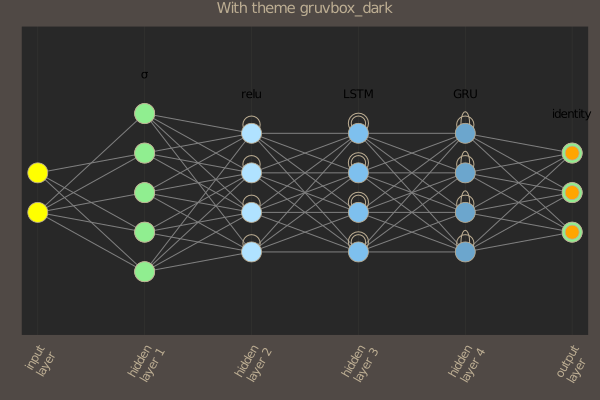 With theme gruvbox_dark
σ
relu
LSTM
GRU
identity
input
layer
hidden
layer 1
hidden
layer 2
hidden
layer 3
hidden
layer 4
output
layer